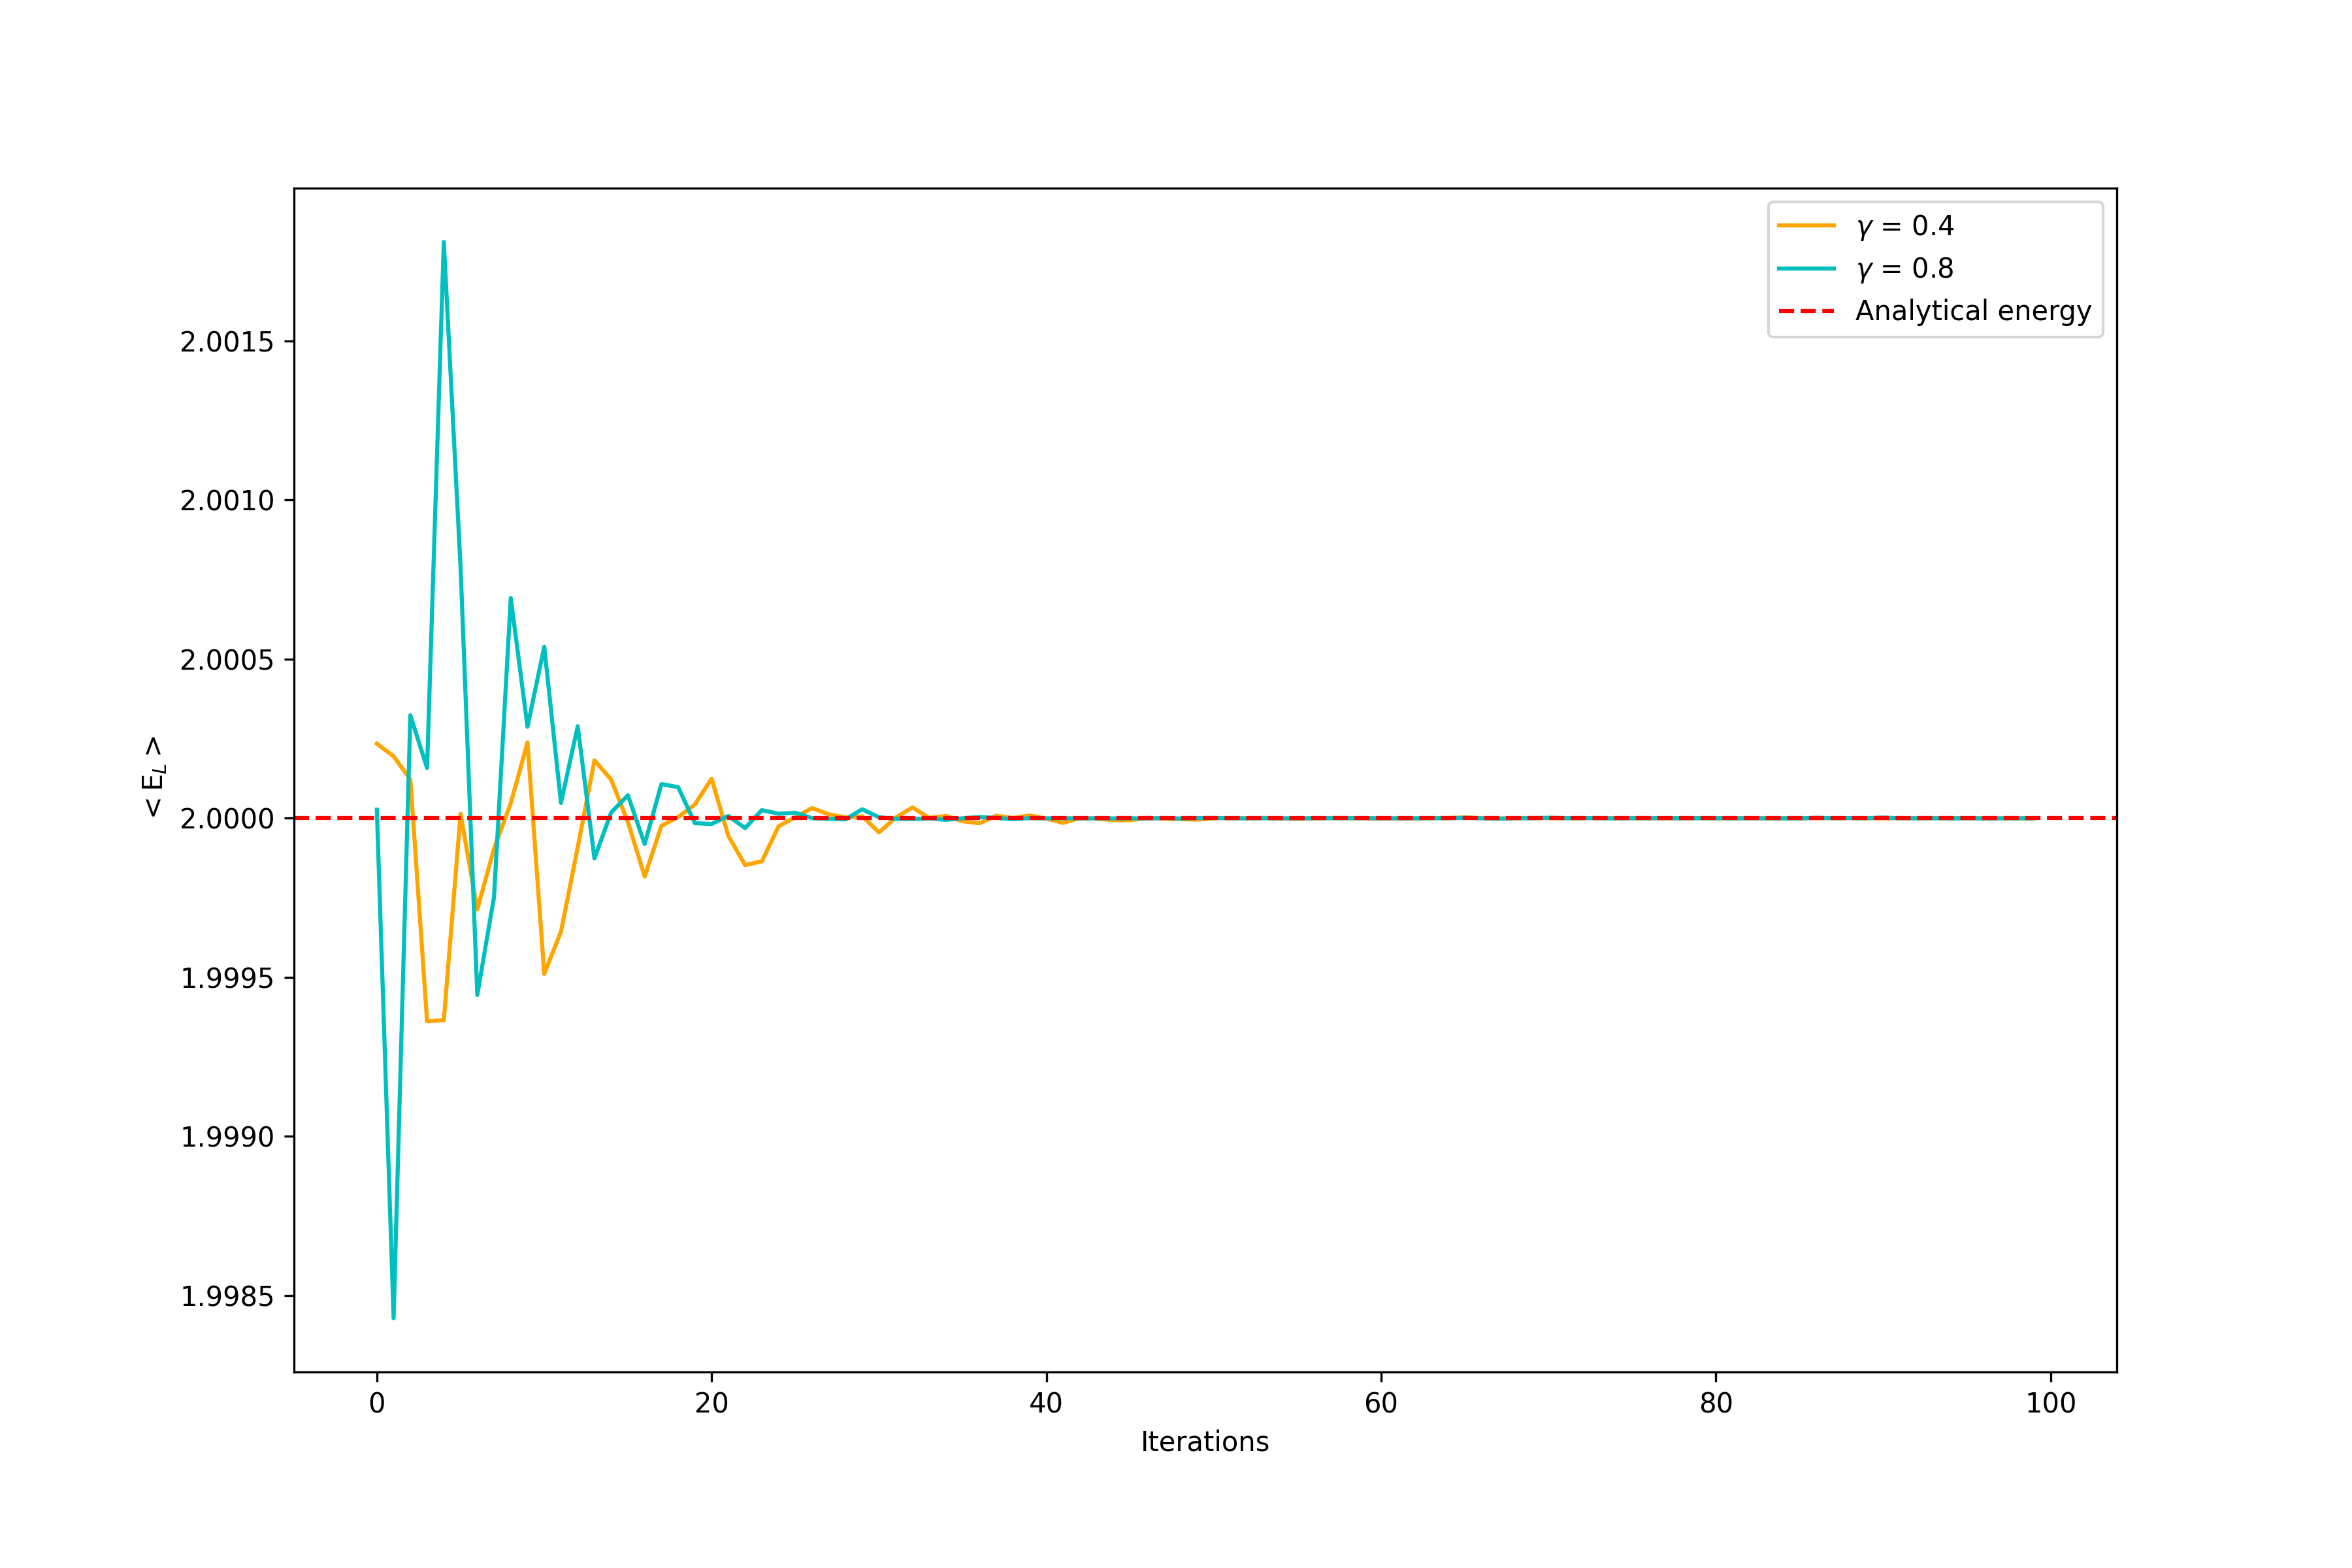 γ = 0.4
γ = 0.8
Analytical energy
2.0015
2.0010
2.0005
2.0000
1.9995
1.9990
1.9985
< E_L >
0 20 40 60 80 100
Iterations